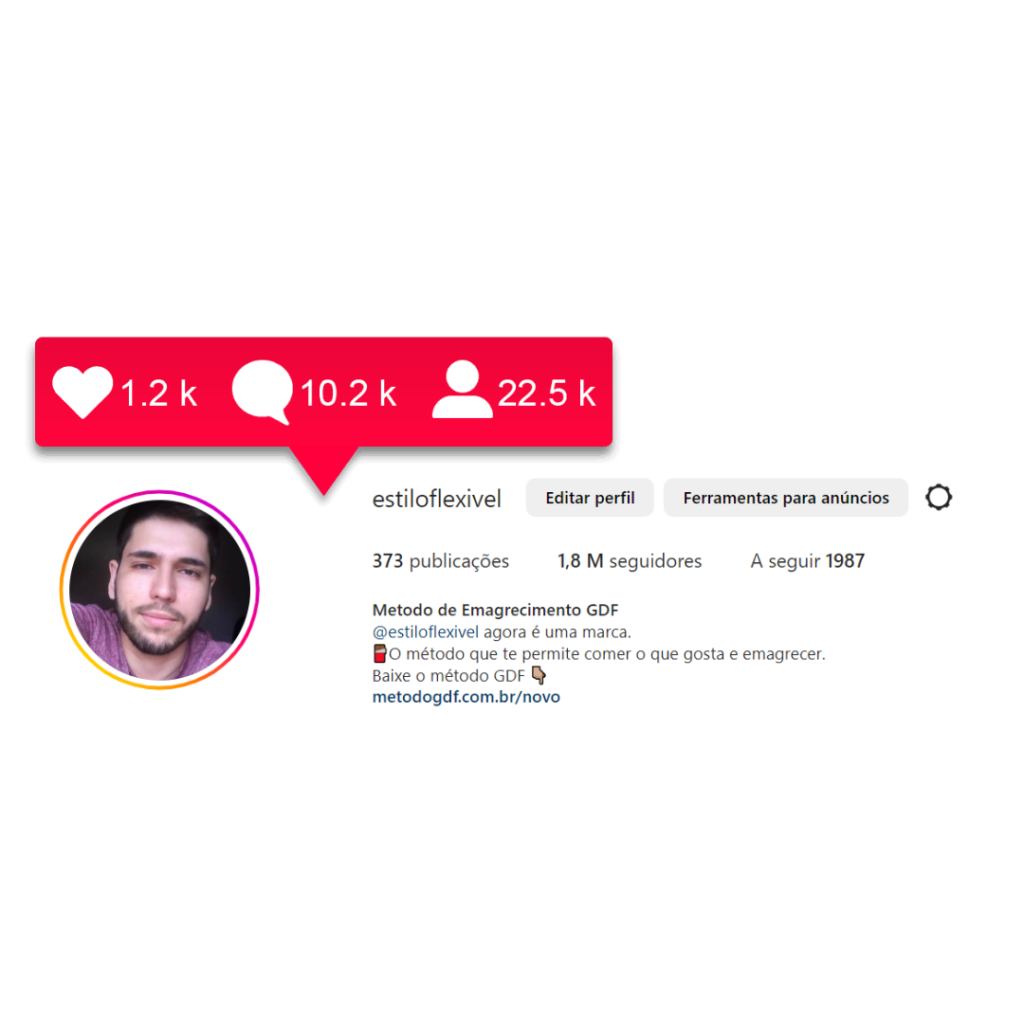 1.2 k 10.2 k 22.5 k
estiloflexivel Editar perfil Ferramentas para anúncios
373 publicações 1,8 M seguidores A seguir 1987
Metodo de Emagrecimento GDF
@estiloflexivel agora é uma marca.
🍫O método que te permite comer o que gosta e emagrecer.
Baixe o método GDF 👇🏽
metodogdf.com.br/novo